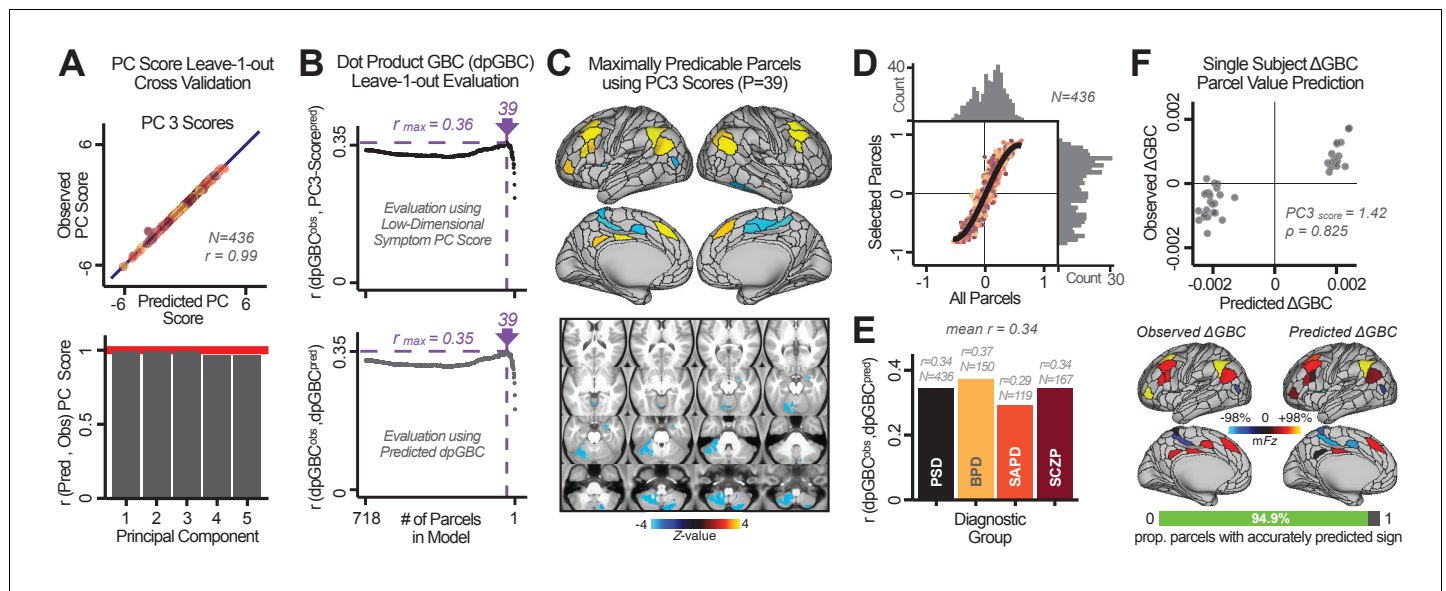 A
PC Score Leave-1-out
Cross Validation
PC 3 Scores
6
-6
Observed
PC Score
N=436
r = 0.99
-6
6
Predicted PC
Score
r (Pred , Obs) PC Score
1
0.5
0
1 2 3 4 5
Principal Component
B
Dot Product GBC (dpGBC)
Leave-1-out Evaluation
39
r max = 0.36
0.35
0
r (dpGBCobs, PC3-Scorepred)
Evaluation using
Low-Dimensional
Symptom PC Score
39
r max = 0.35
0.35
0
r (dpGBCobs,dpGBCpred)
Evaluation using
Predicted dpGBC
718
1
# of Parcels
in Model
C
Maximally Predicable Parcels
using PC3 Scores (P=39)
-4
4
Z-value
D
40
Count
N=436
Selected Parcels
1
0
-1
-1 0 1
All Parcels
Count 30
E
mean r = 0.34
r (dpGBCobs,dpGBCpred)
0.4
0.2
0
r=0.34
N=436
r=0.37
N=150
r=0.29
N=119
r=0.34
N=167
PSD
BPD
SAPD
SCZP
Diagnostic
Group
F
Single Subject ΔGBC
Parcel Value Prediction
0.002
0
-0.002
Observed ΔGBC
PC3 score = 1.42
ρ = 0.825
-0.002 0 0.002
Predicted ΔGBC
Observed ΔGBC
Predicted ΔGBC
-98% 0 +98%
mFz
0
94.9%
1
prop. parcels with accurately predicted sign